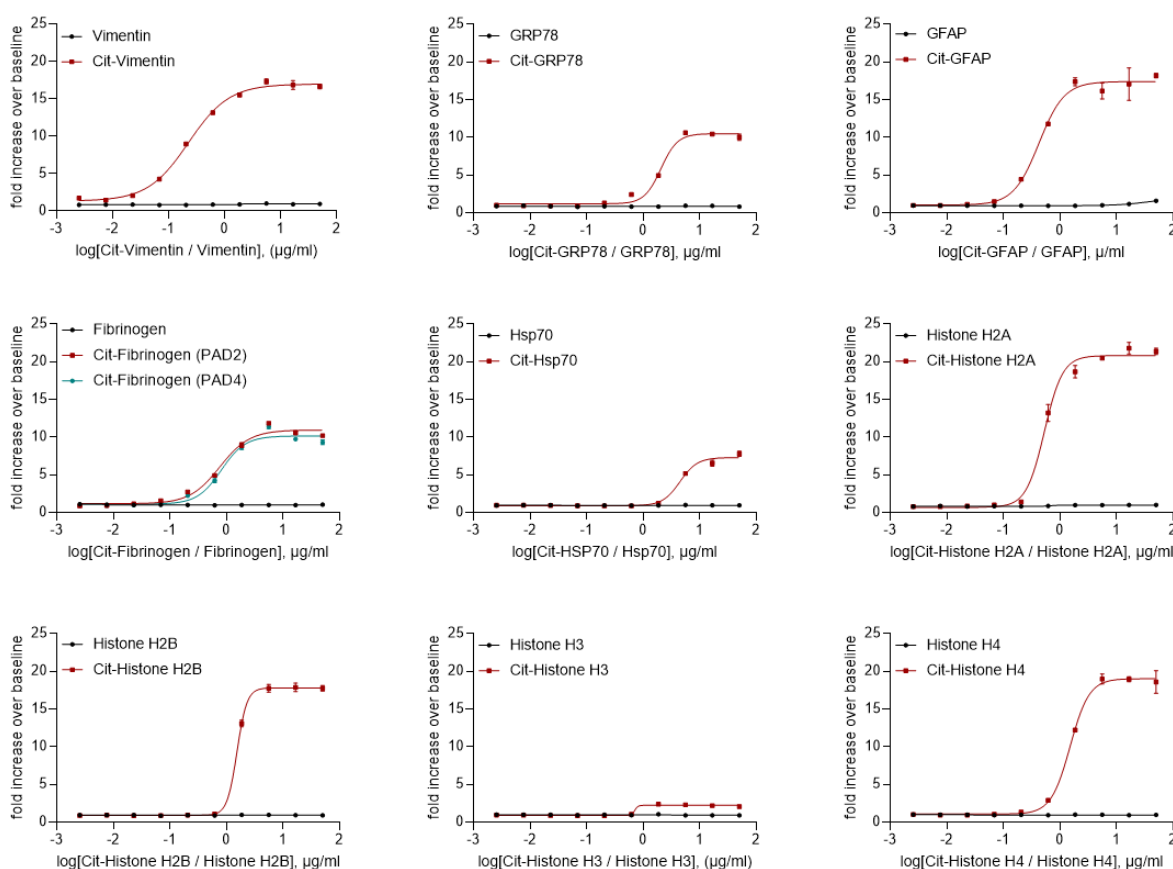 fold increase over baseline
25
20
15
10
5
0
Vimentin
Cit-Vimentin
-3 -2 -1 0 1 2
log[Cit-Vimentin / Vimentin], (µg/ml)
fold increase over baseline
25
20
15
10
5
0
GRP78
Cit-GRP78
-3 -2 -1 0 1 2
log[Cit-GRP78 / GRP78], µg/ml
fold increase over baseline
25
20
15
10
5
0
GFAP
Cit-GFAP
-3 -2 -1 0 1 2
log[Cit-GFAP / GFAP], µ/ml
fold increase over baseline
25
20
15
10
5
0
Fibrinogen
Cit-Fibrinogen (PAD2)
Cit-Fibrinogen (PAD4)
-3 -2 -1 0 1 2
log[Cit-Fibrinogen / Fibrinogen], µg/ml
fold increase over baseline
25
20
15
10
5
0
Hsp70
Cit-Hsp70
-3 -2 -1 0 1 2
log[Cit-HSP70 / Hsp70], µg/ml
fold increase over baseline
25
20
15
10
5
0
Histone H2A
Cit-Histone H2A
-3 -2 -1 0 1 2
log[Cit-Histone H2A / Histone H2A], µg/ml
fold increase over baseline
25
20
15
10
5
0
Histone H2B
Cit-Histone H2B
-3 -2 -1 0 1 2
log[Cit-Histone H2B / Histone H2B], µg/ml
fold increase over baseline
25
20
15
10
5
0
Histone H3
Cit-Histone H3
-3 -2 -1 0 1 2
log[Cit-Histone H3 / Histone H3], (µg/ml)
fold increase over baseline
25
20
15
10
5
0
Histone H4
Cit-Histone H4
-3 -2 -1 0 1 2
log[Cit-Histone H4 / Histone H4], µg/ml